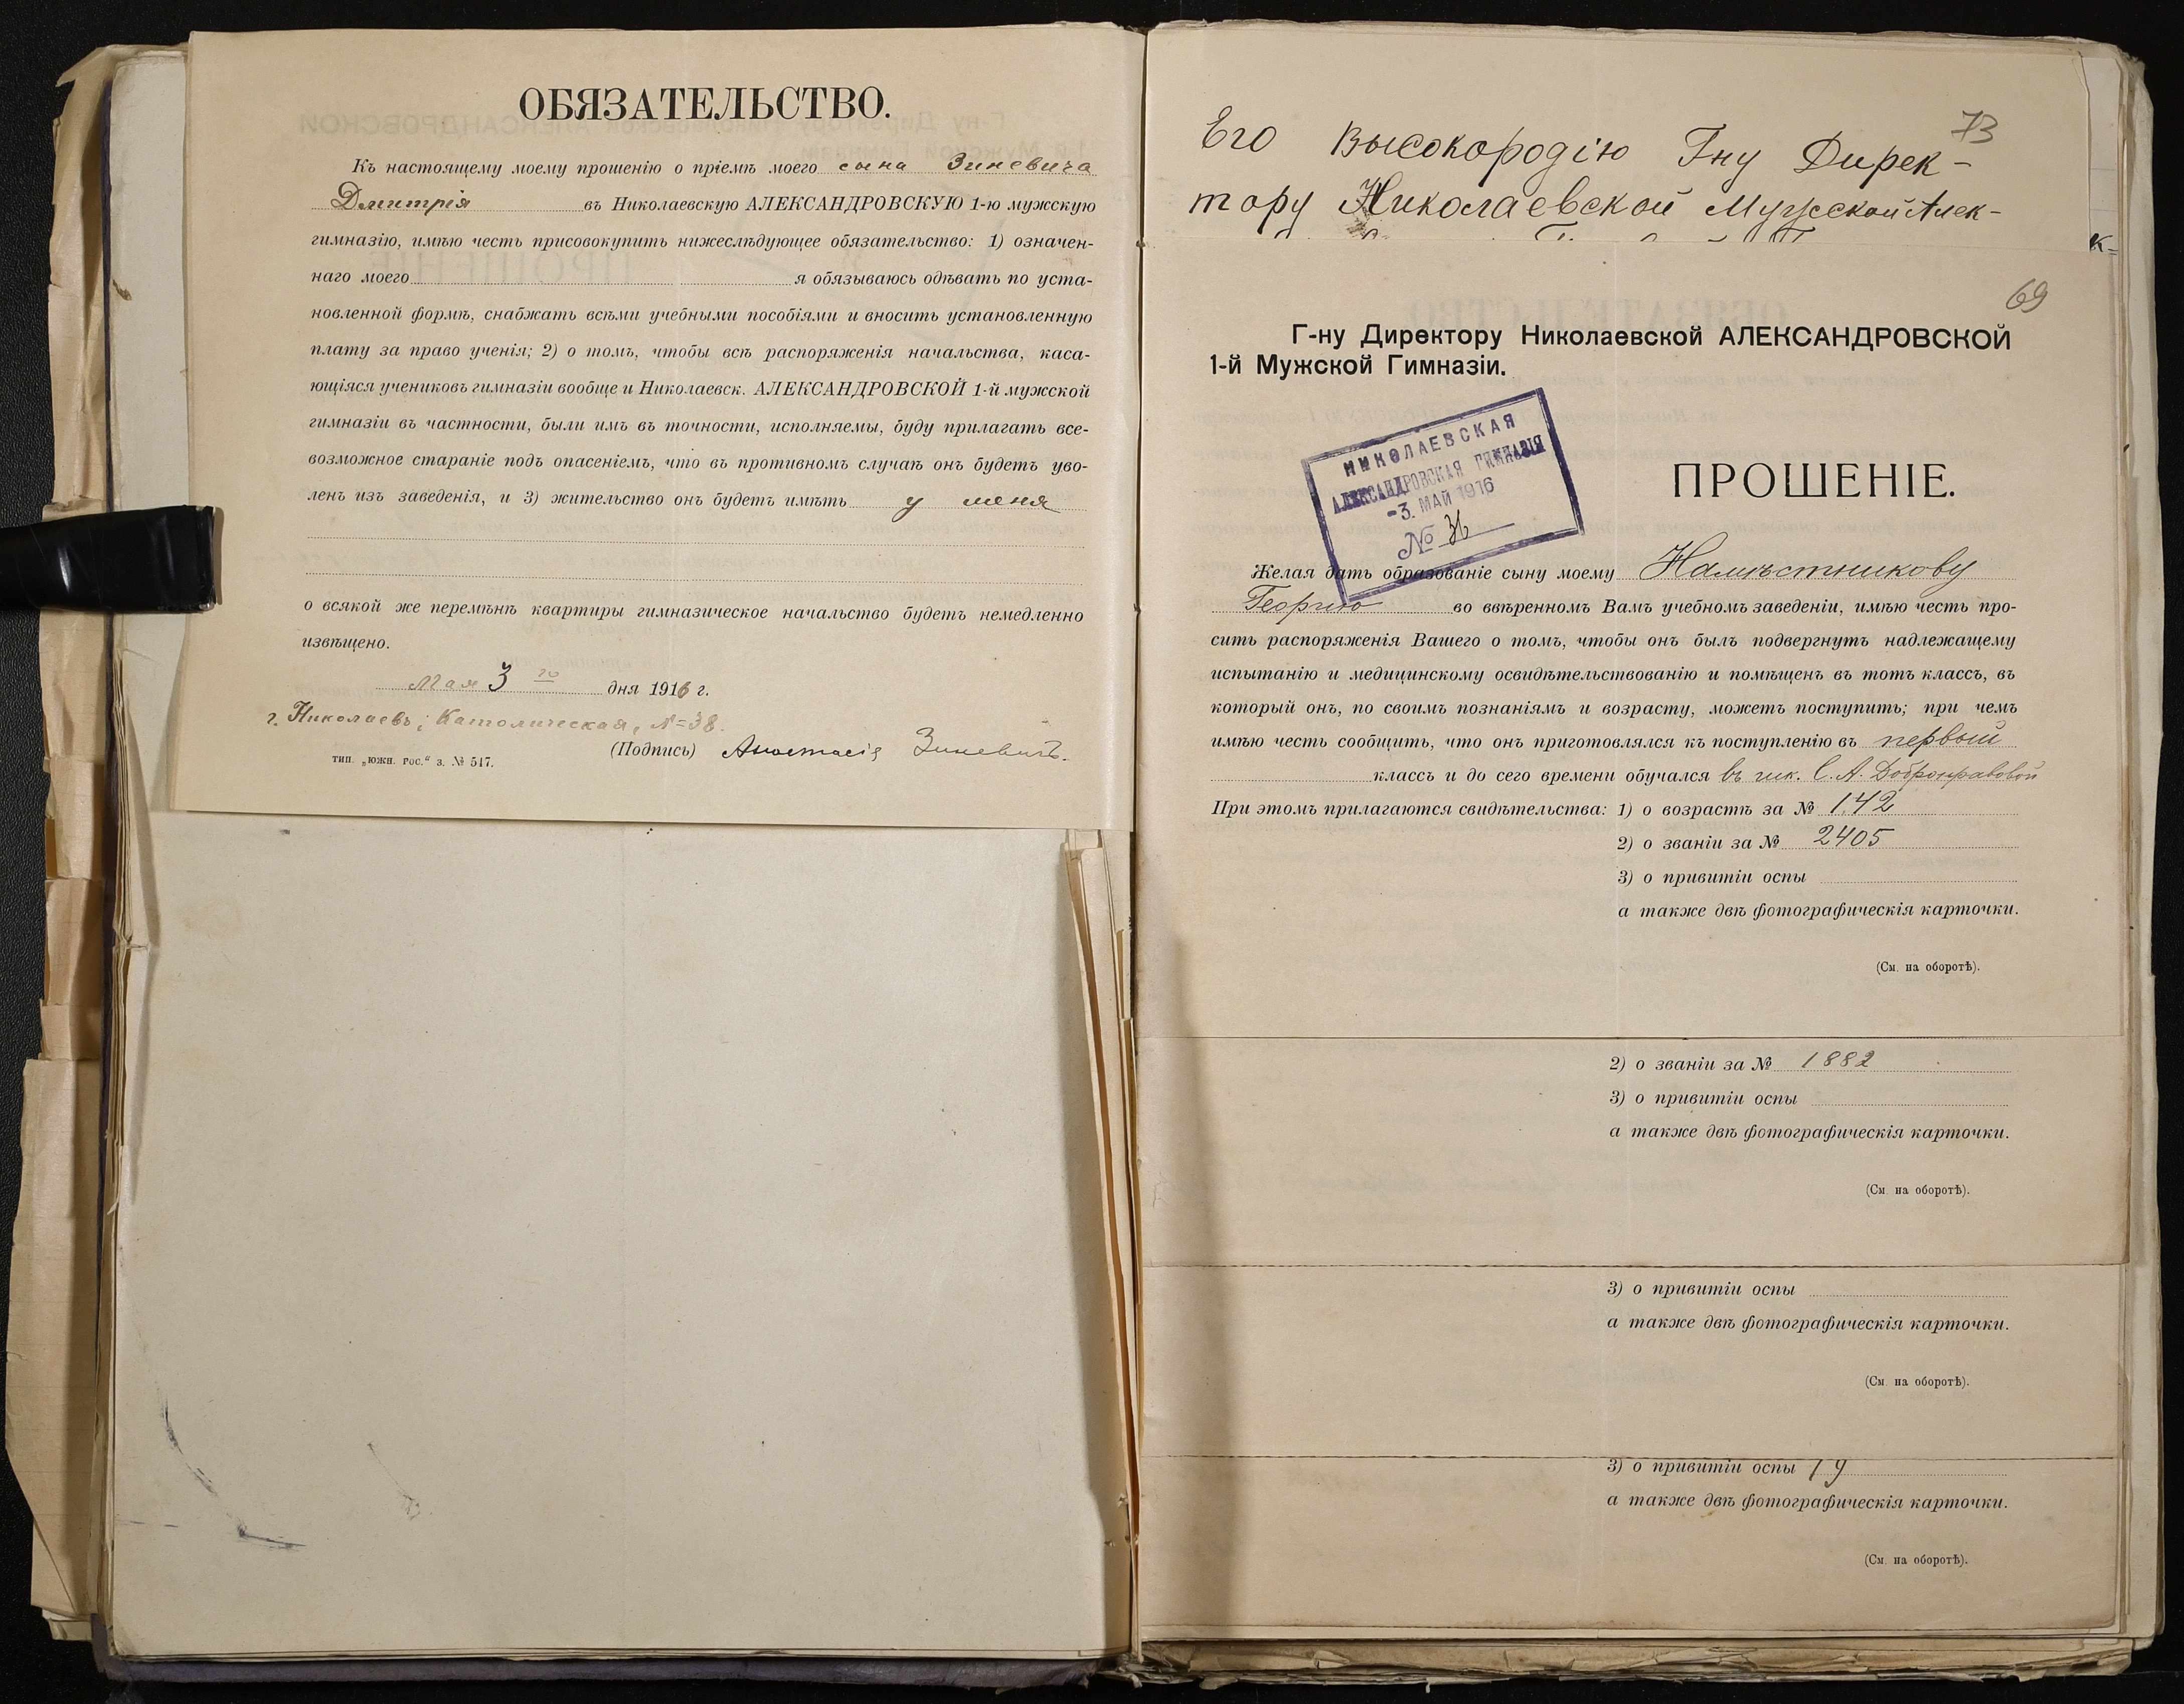 ОБЯЗАТЕЛЬСТВО.
Къ настоящему моему прошенію о пріемѣ моего сына Зиневича
Дмитрія въ Николаевскую АЛЕКСАНДРОВСКУЮ 1-ю мужскую
гимназію, имѣю честь присовокупить нижеслѣдующее обязательство: 1) означен-
наго моего я обязываюсь одѣвать по уста-
новленной формѣ, снабжать всѣми учебными пособіями и вносить установленную
плату за право ученія; 2) о томъ, чтобы всѣ распоряженія начальства, каса-
ющіяся учениковъ гимназіи вообще и Николаевск. АЛЕКСАНДРОВСКОЙ 1-й мужской
гимназіи въ частности, были имъ въ точности, исполняемы, буду прилагать все-
возможное стараніе подъ опасеніемъ, что въ противномъ случаѣ онъ будетъ уво-
ленъ изъ заведенія, и 3) жительство онъ будетъ имѣть у меня
о всякой же перемѣнѣ квартиры гимназическое начальство будетъ немедленно
извѣщено.
Мая 3 го дня 1916 г.
г. Николаевъ; Католическая, № 38.
(Подпись) Анастасія Зиневичъ.
тип. „южн. рос.“ з. № 517.
73
Его Высокородію Гну Дирек-
тору Николаевской Мужской Алек-
к-
69
Г-ну Директору Николаевской АЛЕКСАНДРОВСКОЙ
1-й Мужской Гимназіи.
НИКОЛАЕВСКАЯ
АЛЕКСАНДРОВСКАЯ ГИМНАЗІЯ
-3. МАЙ 1916
№ 36
ПРОШЕНІЕ.
Желая дать образованіе сыну моему Намѣстникову
Георгію во ввѣренномъ Вамъ учебномъ заведеніи, имѣю честь про-
сить распоряженія Вашего о томъ, чтобы онъ былъ подвергнутъ надлежащему
испытанію и медицинскому освидѣтельствованію и помѣщенъ въ тотъ классъ, въ
который онъ, по своимъ познаніямъ и возрасту, можетъ поступить; при чемъ
имѣю честь сообщить, что онъ приготовлялся къ поступленію въ первый
классъ и до сего времени обучался въ шк. С. А. Добронравовой
При этомъ прилагаются свидѣтельства: 1) о возрастѣ за № 142
2) о званіи за № 2405
3) о привитіи оспы
а также двѣ фотографическія карточки.
(См. на оборотѣ).
2) о званіи за № 1882
3) о привитіи оспы
а также двѣ фотографическія карточки.
(См. на оборотѣ).
3) о привитіи оспы
а также двѣ фотографическія карточки.
(См. на оборотѣ).
3) о привитіи оспы
а также двѣ фотографическія карточки.
(См. на оборотѣ).